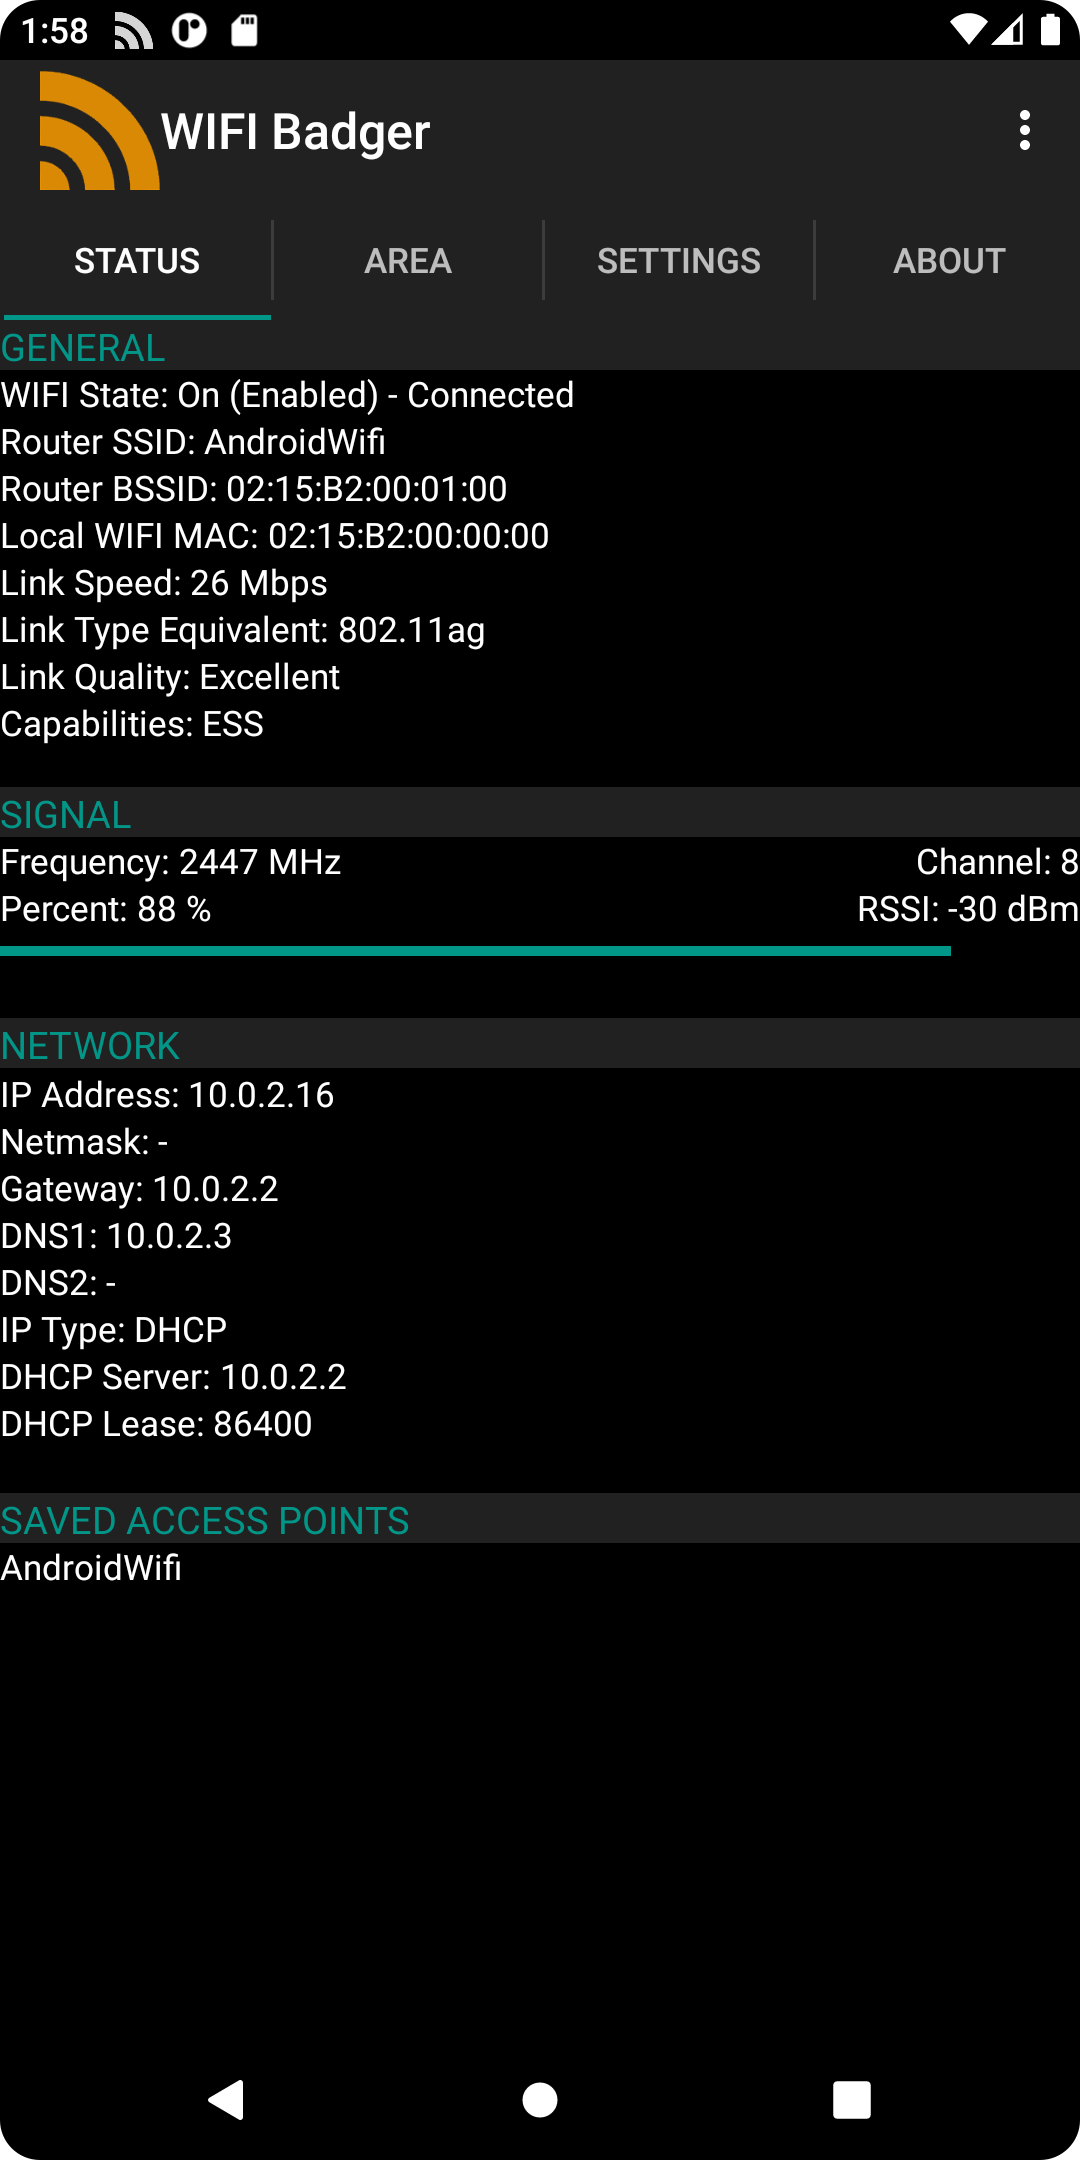 1:58
WIFI Badger
STATUS AREA SETTINGS ABOUT
GENERAL
WIFI State: On (Enabled) - Connected
Router SSID: AndroidWifi
Router BSSID: 02:15:B2:00:01:00
Local WIFI MAC: 02:15:B2:00:00:00
Link Speed: 26 Mbps
Link Type Equivalent: 802.11ag
Link Quality: Excellent
Capabilities: ESS
SIGNAL
Frequency: 2447 MHz Channel: 8
Percent: 88 % RSSI: -30 dBm
NETWORK
IP Address: 10.0.2.16
Netmask: -
Gateway: 10.0.2.2
DNS1: 10.0.2.3
DNS2: -
IP Type: DHCP
DHCP Server: 10.0.2.2
DHCP Lease: 86400
SAVED ACCESS POINTS
AndroidWifi